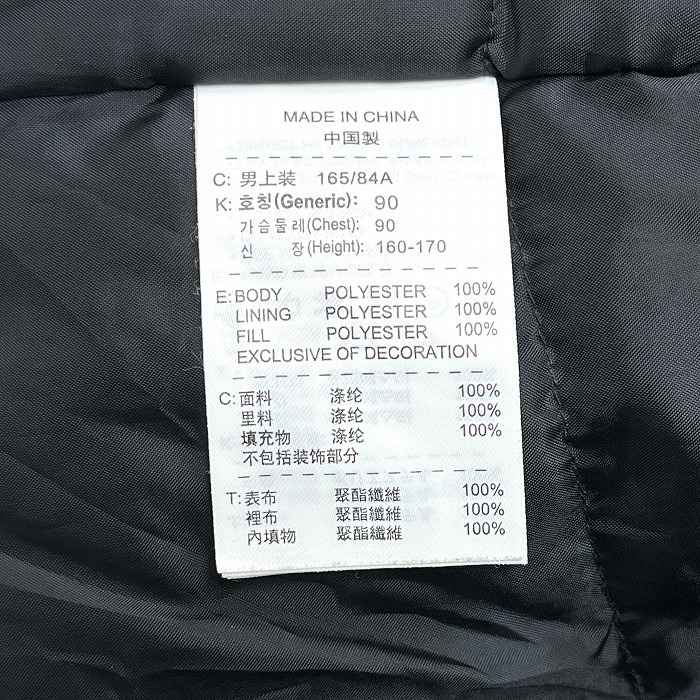 MADE IN CHINA
中国製
C: 男上装 165/84A
K: 호칭(Generic): 90
가슴둘레(Chest): 90
신 장(Height): 160-170
E: BODY POLYESTER 100%
LINING POLYESTER 100%
FILL POLYESTER 100%
EXCLUSIVE OF DECORATION
C: 面料 涤纶 100%
里料 涤纶 100%
填充物 涤纶 100%
不包括装饰部分
T: 表布 聚酯纖維 100%
裡布 聚酯纖維 100%
內填物 聚酯纖維 100%